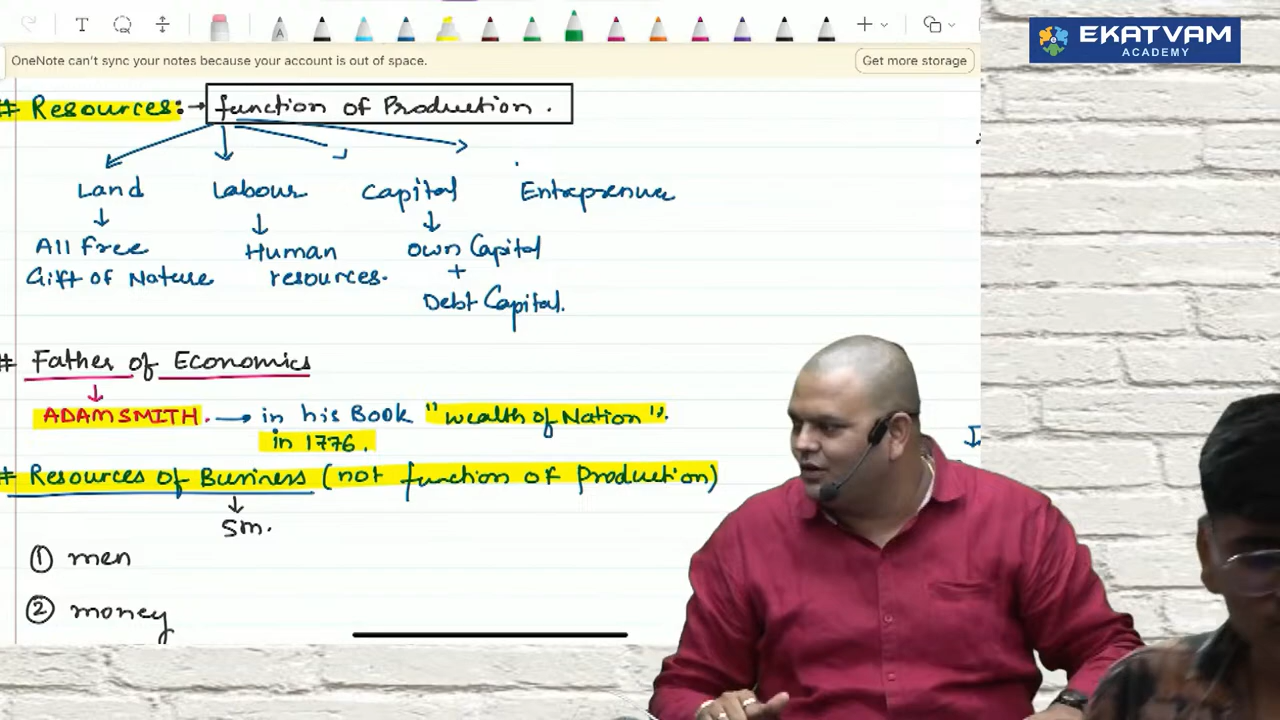 EKATVAM
ACADEMY
OneNote can't sync your notes because your account is out of space.
Get more storage
# Resources:→ function of Production.
Land Labour Capital Entreprenue
All free Human Own Capital
Gift of Nature resources. +
Debt Capital.
# Father of Economics
ADAM SMITH. → in his Book "Wealth of Nation".
in 1776.
# Resources of Business (not function of Production)
5m.
① men
② money